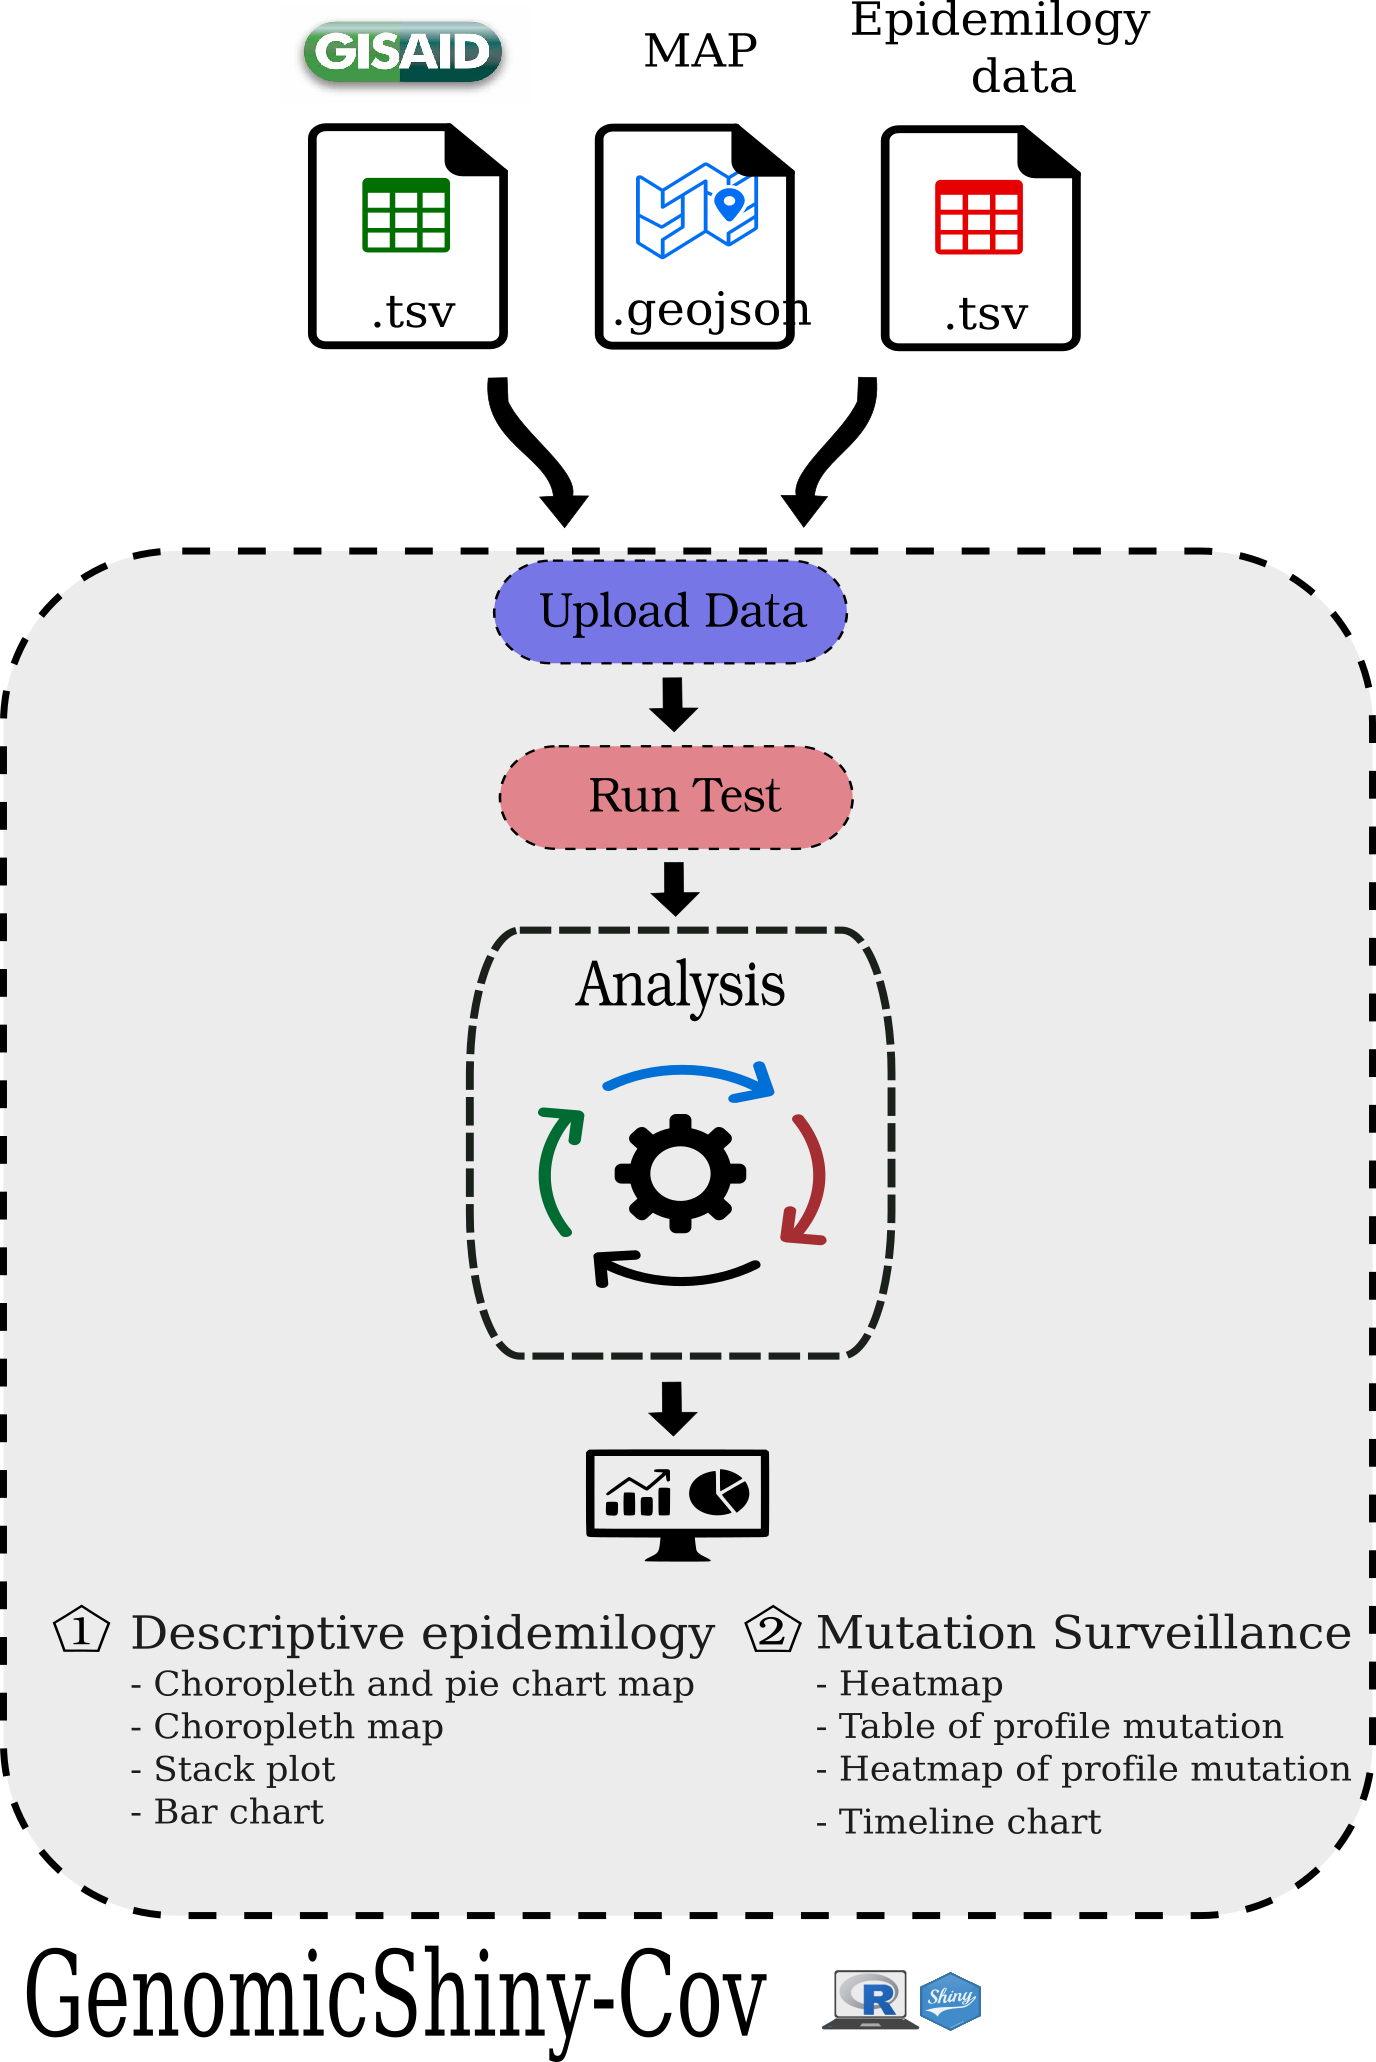 GISAID
MAP
Epidemilogy
data
.tsv
.geojson
.tsv
Upload Data
Run Test
Analysis
1 Descriptive epidemilogy
- Choropleth and pie chart map
- Choropleth map
- Stack plot
- Bar chart
2 Mutation Surveillance
- Heatmap
- Table of profile mutation
- Heatmap of profile mutation
- Timeline chart
GenomicShiny-Cov
R
Shiny